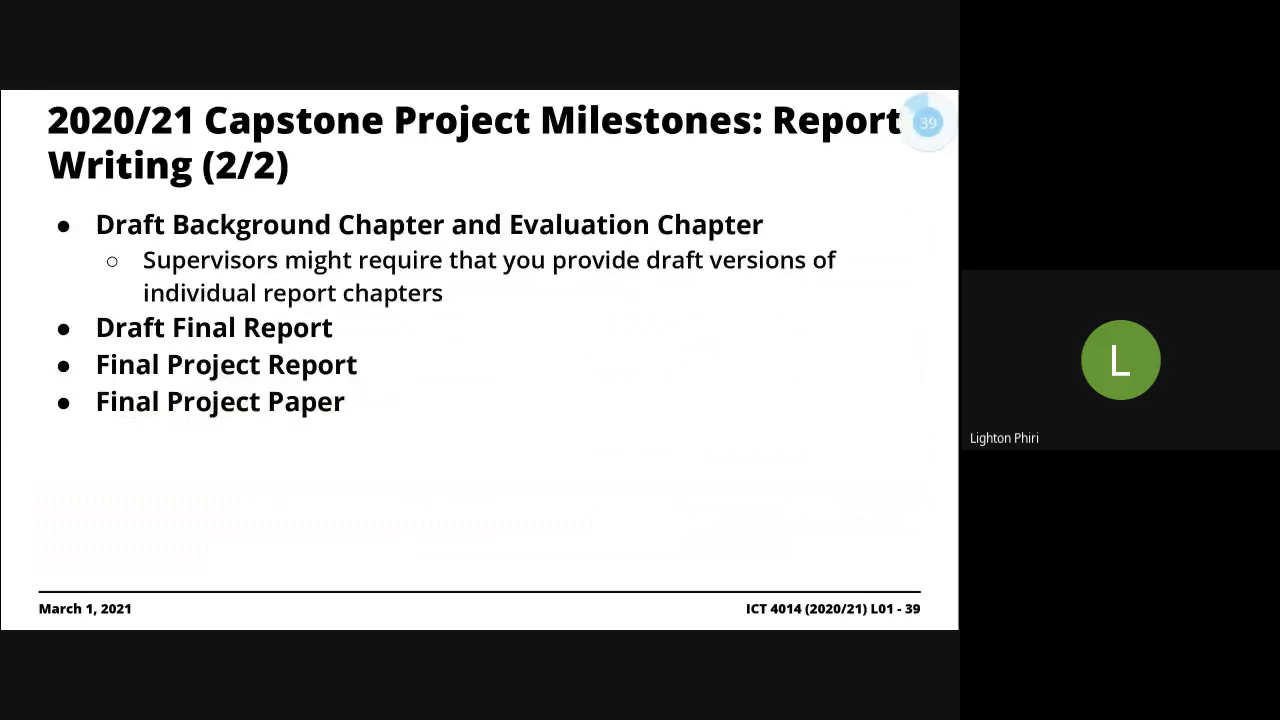 2020/21 Capstone Project Milestones: Report
Writing (2/2)
39
● Draft Background Chapter and Evaluation Chapter
○ Supervisors might require that you provide draft versions of
individual report chapters
● Draft Final Report
● Final Project Report
● Final Project Paper
March 1, 2021
ICT 4014 (2020/21) L01 - 39
L
Lighton Phiri